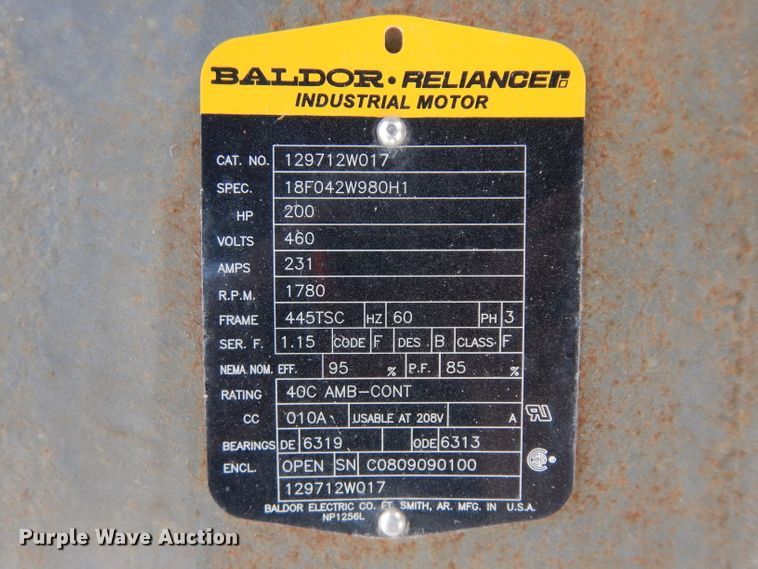 BALDOR • RELIANCE
INDUSTRIAL MOTOR
CAT. NO. 129712W017
SPEC. 18F042W980H1
HP 200
VOLTS 460
AMPS 231
R.P.M. 1780
FRAME 445TSC HZ 60 PH 3
SER. F. 1.15 CODE F DES B CLASS F
NEMA NOM. EFF. 95 % P.F. 85 %
RATING 40C AMB-CONT
CC 010A USABLE AT 208V A
BEARINGS DE 6319 ODE 6313
ENCL. OPEN SN C0809090100
129712W017
BALDOR ELECTRIC CO. FT. SMITH, AR. MFG. IN U.S.A.
NP1256L
Purple Wave Auction